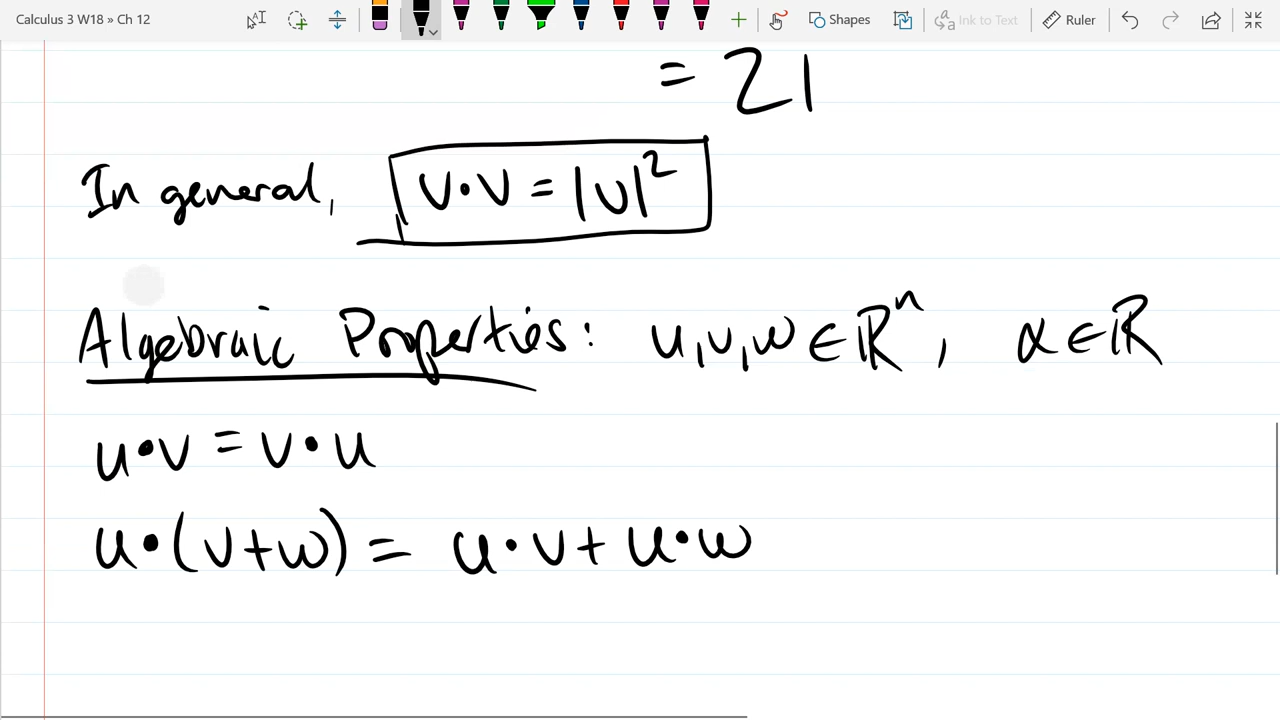 Calculus 3 W18 » Ch 12
Shapes
Ink to Text
Ruler
= 21
In general, v•v = |v|²
Algebraic Properties: u,v,w ∈ ℝⁿ, α ∈ ℝ
u•v = v•u
u•(v+w) = u•v + u•w